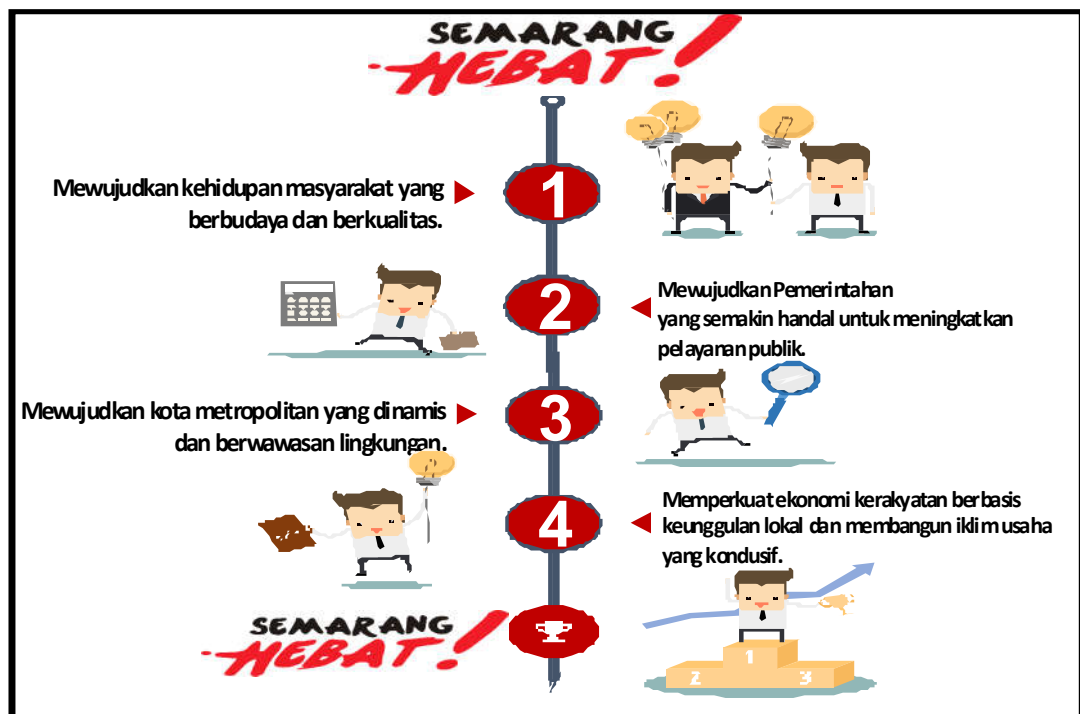 SEMARANG
HEBAT!
1
Mewujudkan kehidupan masyarakat yang
berbudaya dan berkualitas.
2
Mewujudkan Pemerintahan
yang semakin handal untuk meningkatkan
pelayanan publik.
3
Mewujudkan kota metropolitan yang dinamis
dan berwawasan lingkungan.
4
Memperkuat ekonomi kerakyatan berbasis
keunggulan lokal dan membangun iklim usaha
yang kondusif.
SEMARANG
HEBAT!
1
2
3